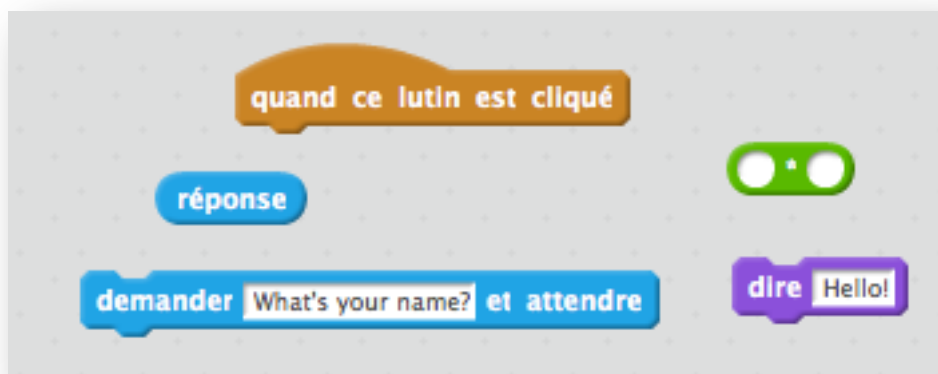 quand ce lutin est cliqué
*
réponse
demander What's your name? et attendre
dire Hello!